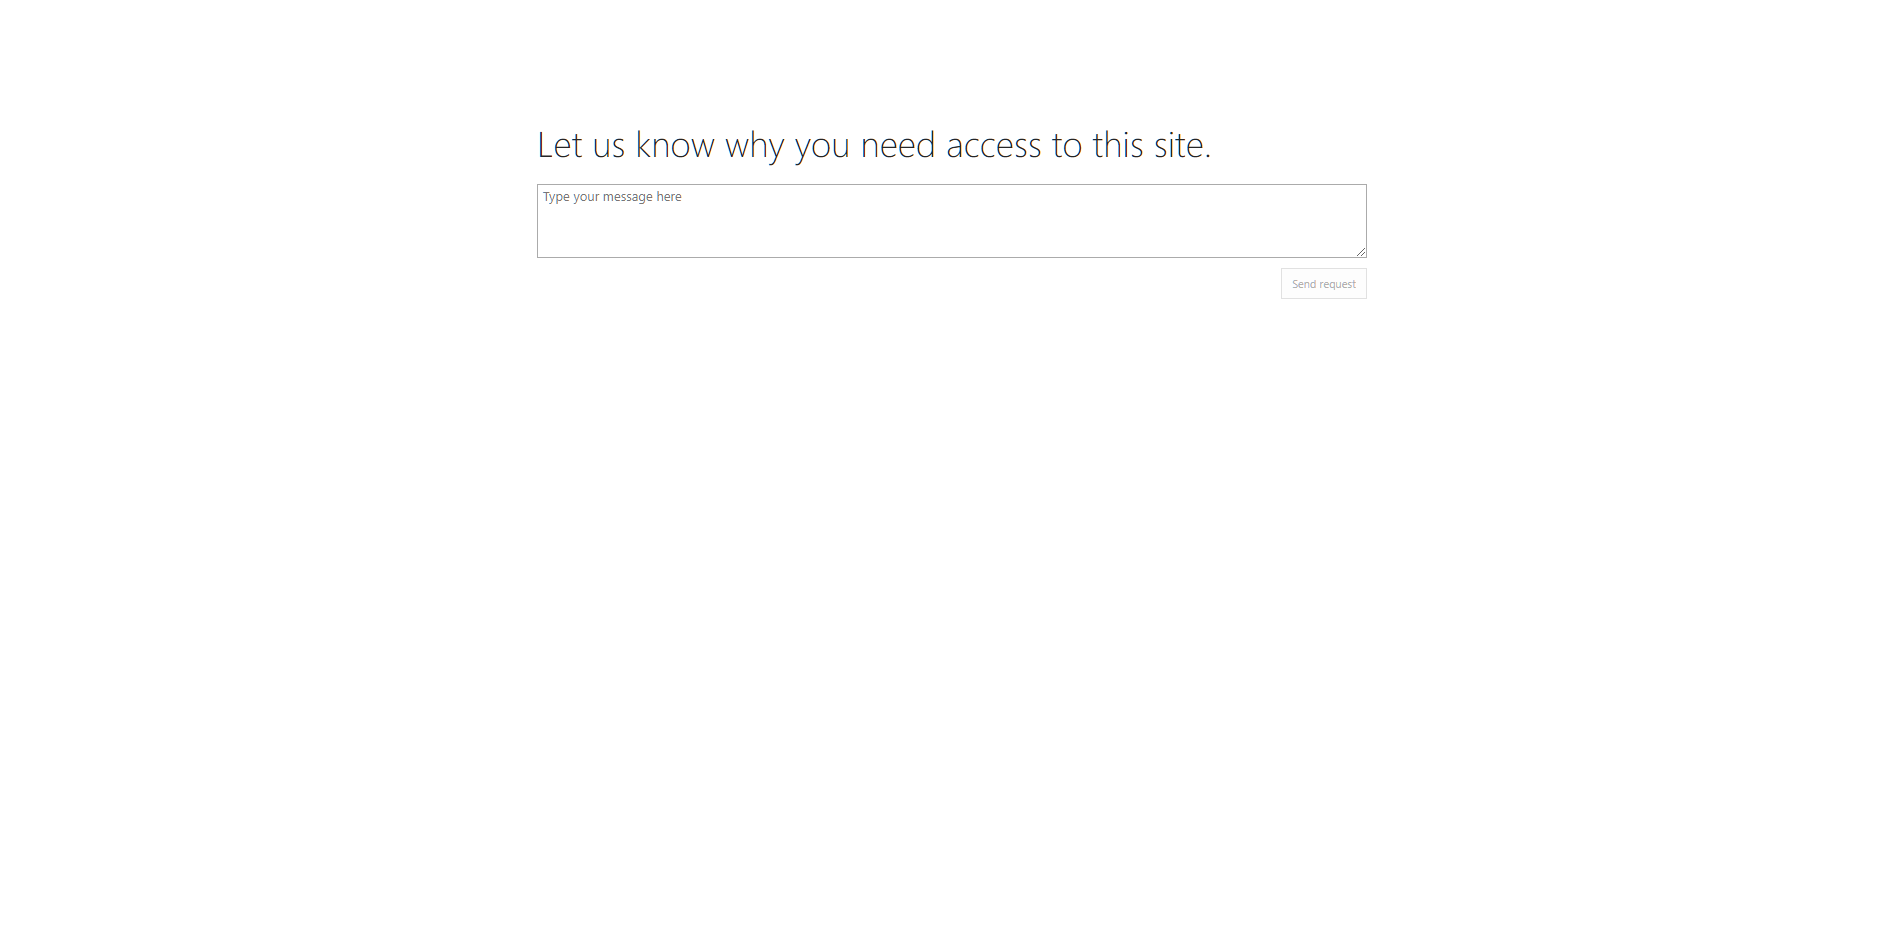 Let us know why you need access to this site.
Type your message here
Send request